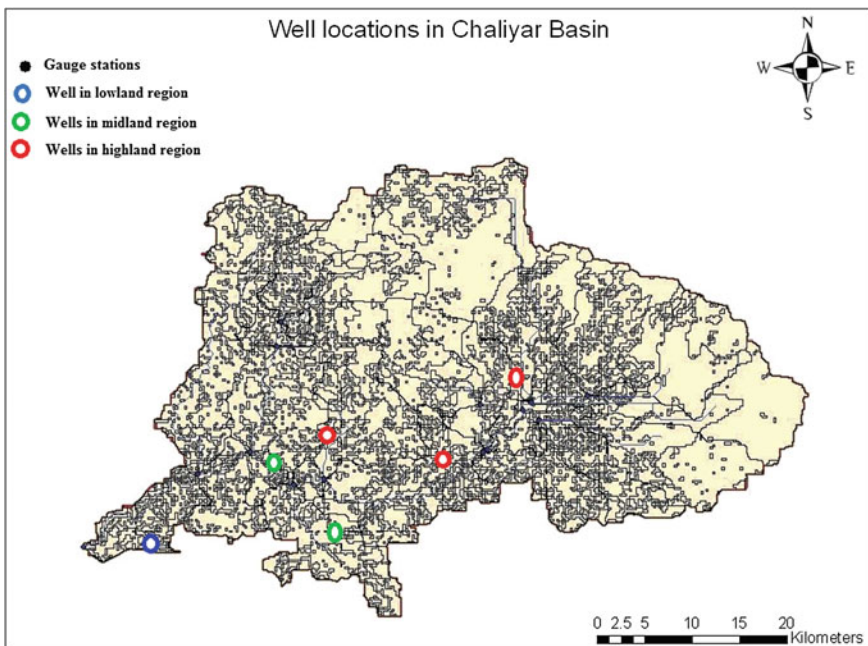 Well locations in Chaliyar Basin
N
W E
S
Gauge stations
Well in lowland region
Wells in midland region
Wells in highland region
0 2.5 5 10 15 20
Kilometers